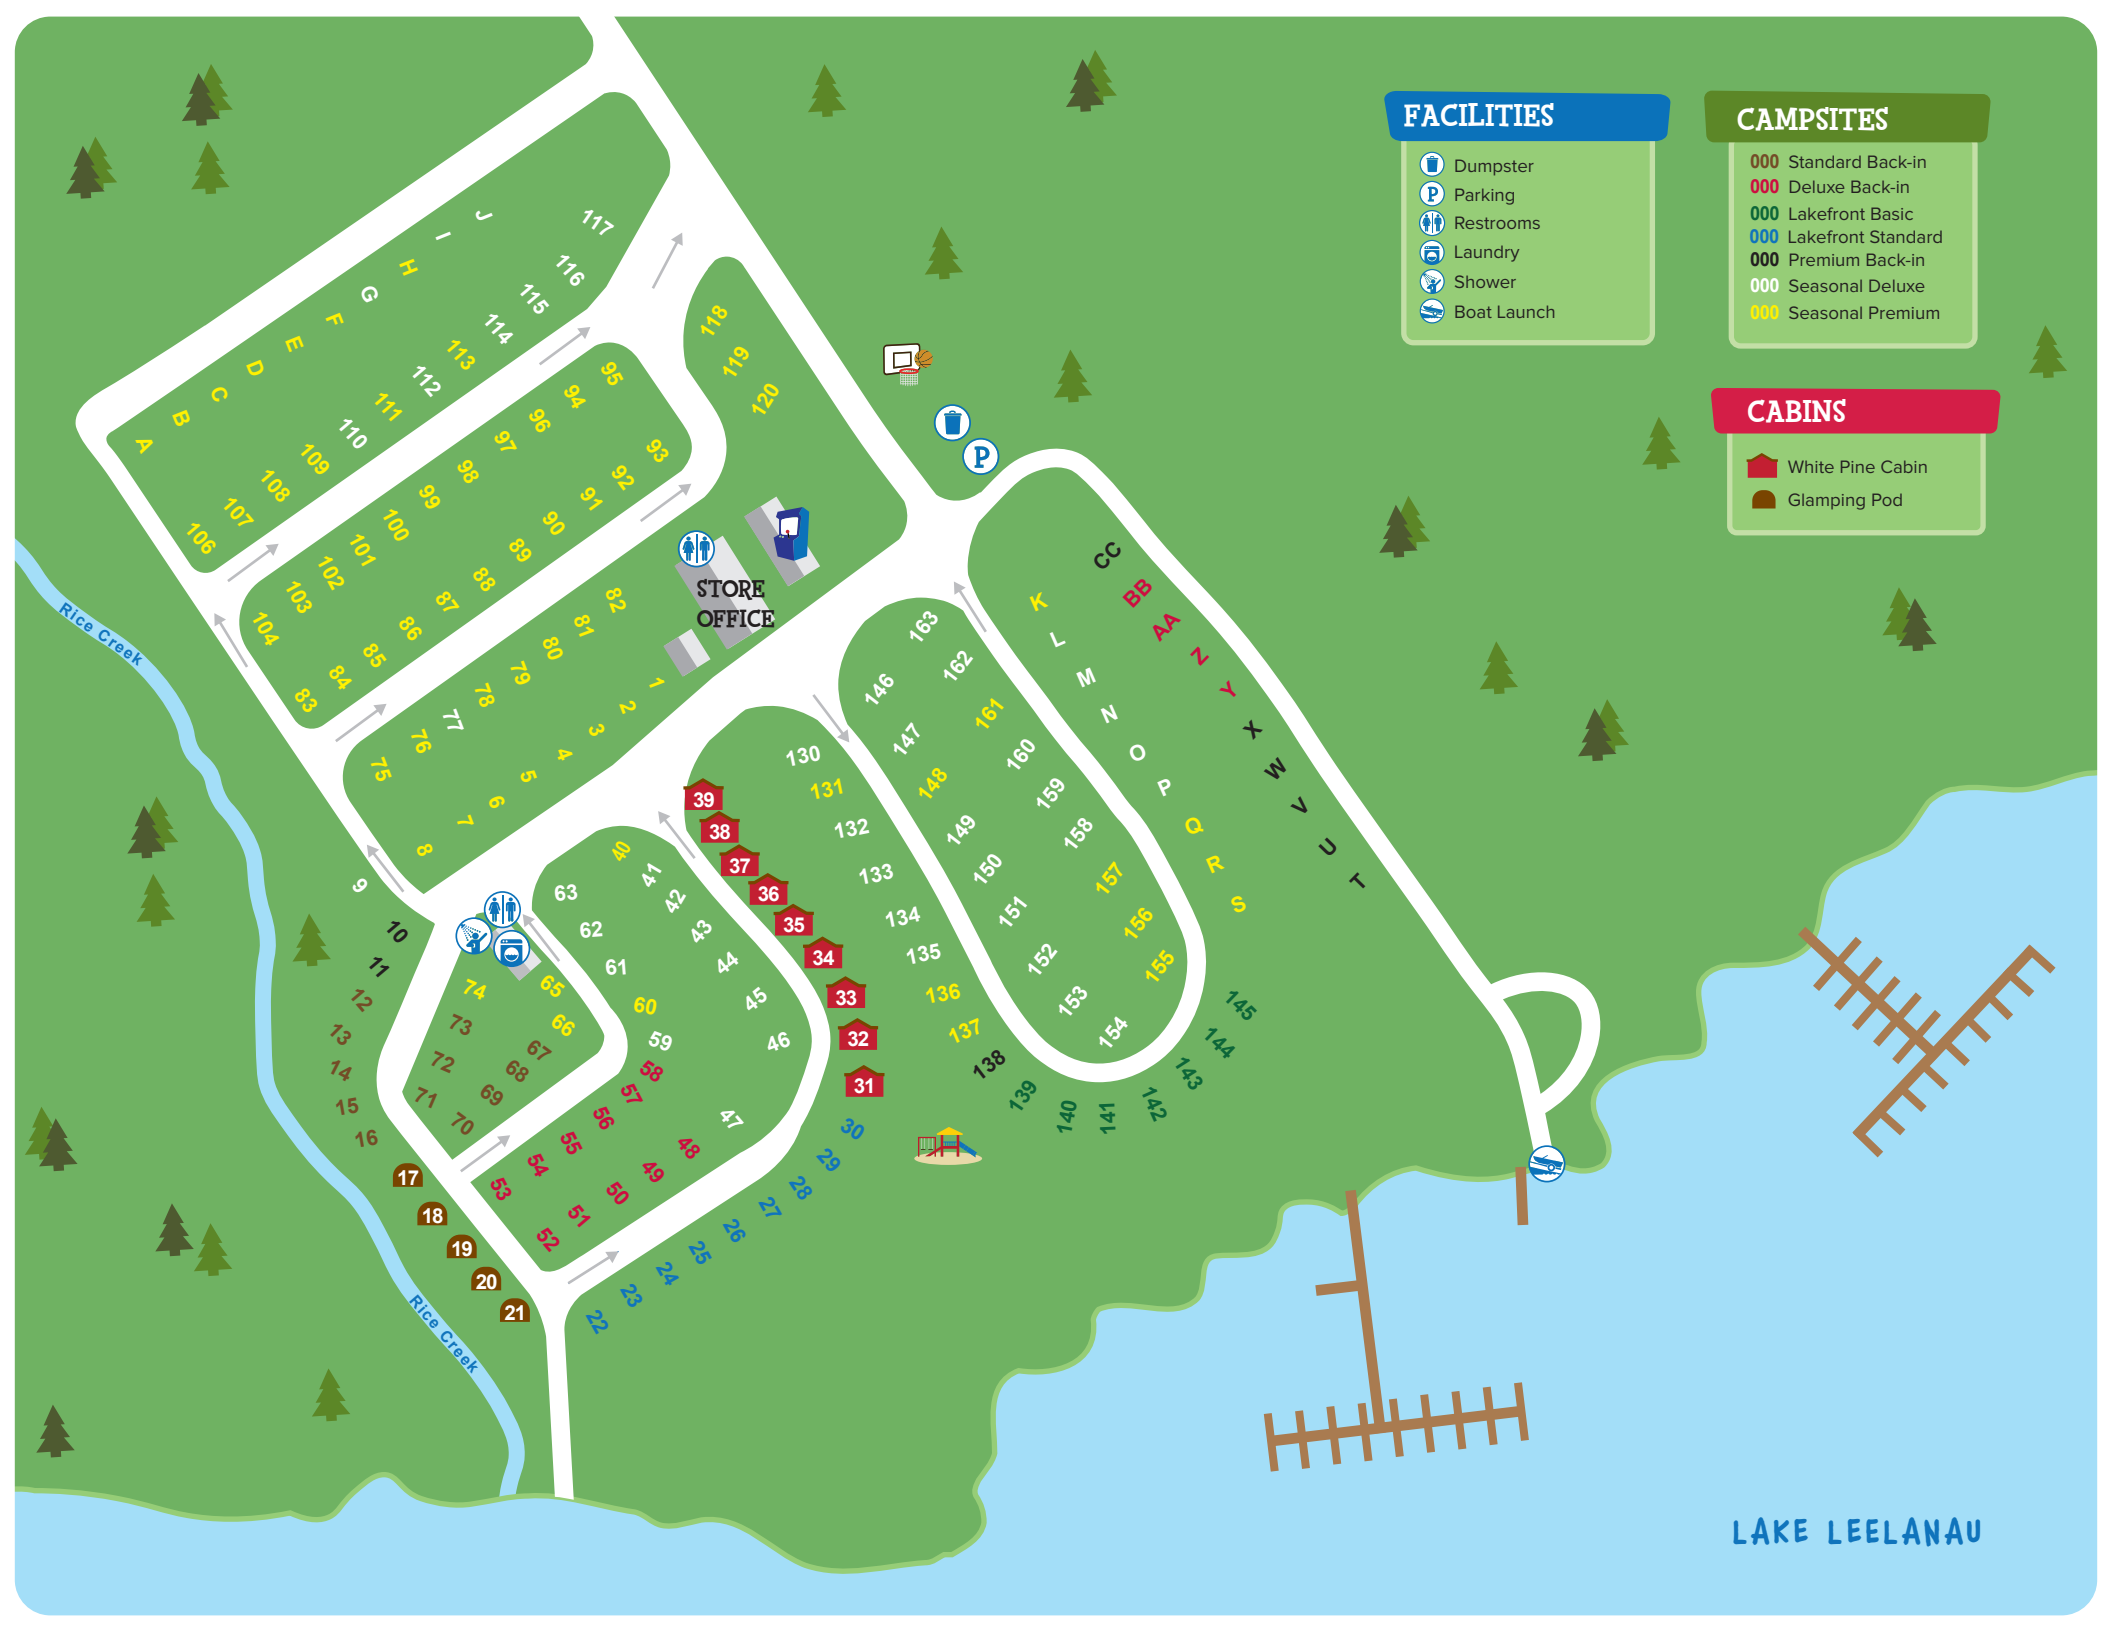 FACILITIES
Dumpster
P Parking
Restrooms
Laundry
Shower
Boat Launch
CAMPSITES
000 Standard Back-in
000 Deluxe Back-in
000 Lakefront Basic
000 Lakefront Standard
000 Premium Back-in
000 Seasonal Deluxe
000 Seasonal Premium
CABINS
White Pine Cabin
Glamping Pod
A
B
C
D
E
F
G
H
I
J
106
107
108
109
110
111
112
113
114
115
116
117
118
119
120
104
103
102
101
100
99
98
97
96
94
95
83
84
85
86
87
88
89
90
91
92
93
75
76
77
78
79
80
81
82
8
7
6
5
4
3
2
1
STORE
OFFICE
P
Rice Creek
9
10
11
12
13
14
15
16
17
18
19
20
21
74
73
72
71
70
69
68
67
66
65
63
62
61
60
59
58
57
56
55
54
53
52
51
50
49
48
47
46
45
44
43
42
41
40
39
38
37
36
35
34
33
32
31
30
29
28
27
26
25
24
23
22
130
131
132
133
134
135
136
137
138
139
140
141
142
143
144
145
146
147
148
149
150
151
152
153
154
155
156
157
158
159
160
161
162
163
K
L
M
N
O
P
Q
R
S
T
U
V
W
X
Y
Z
AA
BB
CC
Rice Creek
LAKE LEELANAU